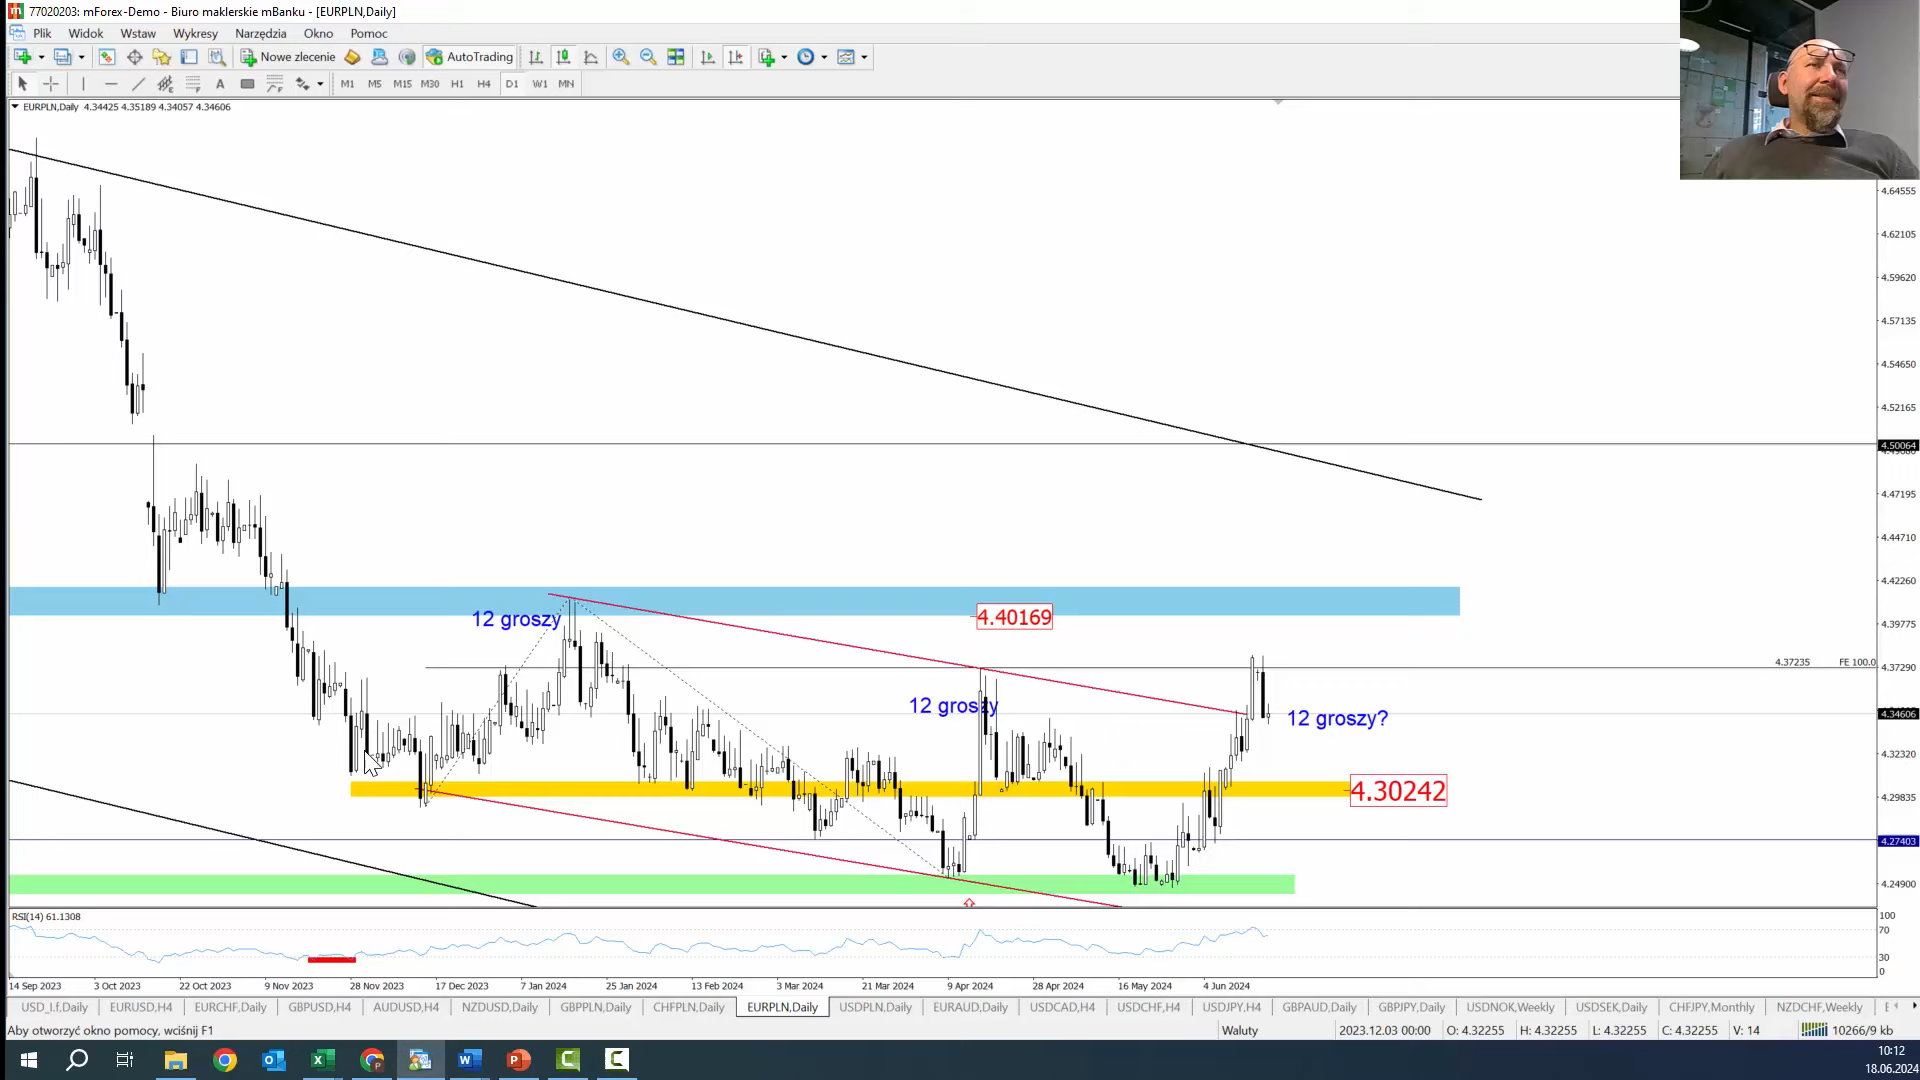 77020203: mForex-Demo - Biuro maklerskie mBanku - [EURPLN,Daily]
Plik Widok Wstaw Wykresy Narzędzia Okno Pomoc
Nowe zlecenie AutoTrading
A M1 M5 M15 M30 H1 H4 D1 W1 MN
EURPLN,Daily 4.34425 4.35189 4.34057 4.34606
4.64555
4.62105
4.59620
4.57135
4.54650
4.52165
4.50064
4.47195
4.44710
4.42260
12 groszy
4.40169
4.39775
4.37235 FE 100.0
4.37290
12 groszy
12 groszy?
4.34606
4.32320
4.30242
4.29835
4.27403
4.24900
RSI(14) 61.1308
100
70
30
0
14 Sep 2023 3 Oct 2023 22 Oct 2023 9 Nov 2023 28 Nov 2023 17 Dec 2023 7 Jan 2024 25 Jan 2024 13 Feb 2024 3 Mar 2024 21 Mar 2024 9 Apr 2024 28 Apr 2024 16 May 2024 4 Jun 2024
USD_I.f,Daily EURUSD,H4 EURCHF,Daily GBPUSD,H4 AUDUSD,H4 NZDUSD,Daily GBPPLN,Daily CHFPLN,Daily EURPLN,Daily USDPLN,Daily EURAUD,Daily USDCAD,H4 USDCHF,H4 USDJPY,H4 GBPAUD,Daily GBPJPY,Daily USDNOK,Weekly USDSEK,Daily CHFJPY,Monthly NZDCHF,Weekly
Aby otworzyć okno pomocy, wciśnij F1 Waluty 2023.12.03 00:00 O: 4.32255 H: 4.32255 L: 4.32255 C: 4.32255 V: 14 10266/9 kb
10:12
18.06.2024